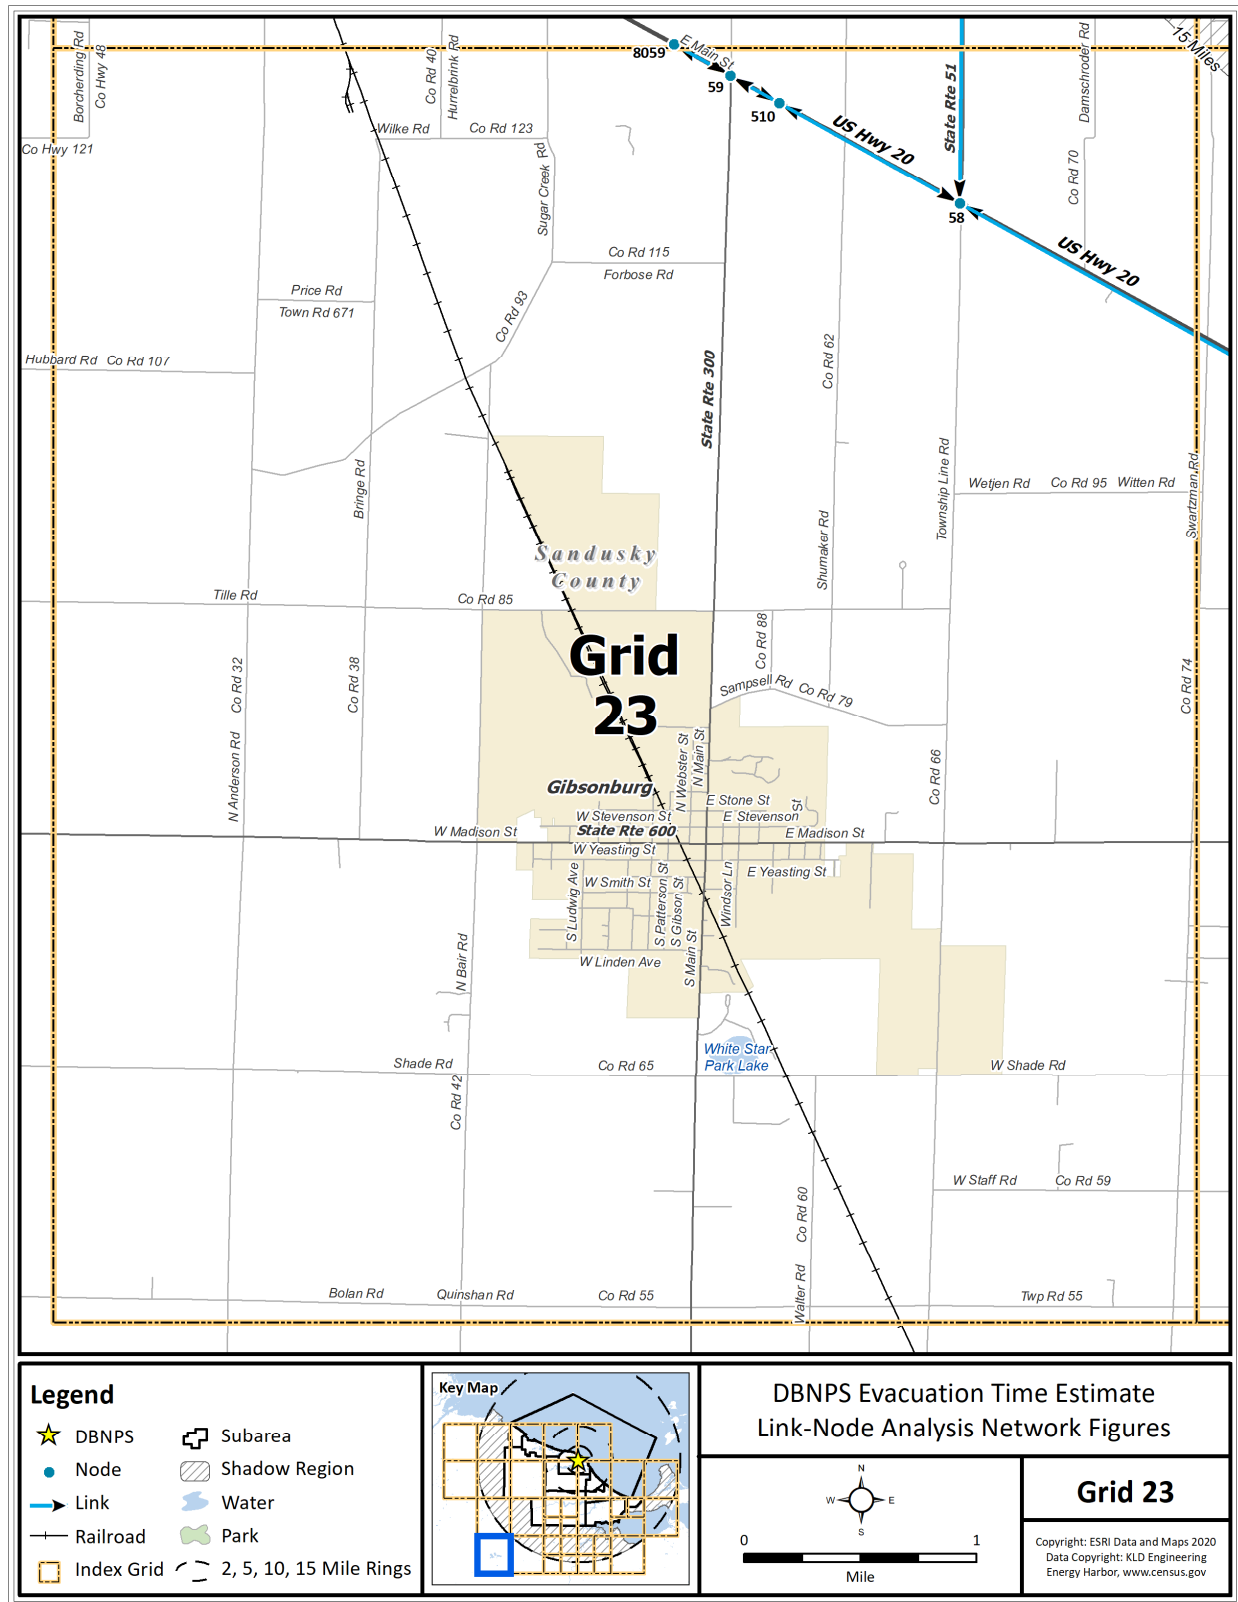 15 Miles
Borcherding Rd
Co Hwy 48
Co Rd 40
Hurrelbrink Rd
8059
E Main St
59
510
US Hwy 20
State Rte 51
Damschroder Rd
Wilke Rd
Co Rd 123
Co Hwy 121
Sugar Creek Rd
Co Rd 70
58
US Hwy 20
Co Rd 115
Forbose Rd
Price Rd
Town Rd 671
Co Rd 93
Hubbard Rd Co Rd 107
State Rte 300
Co Rd 62
Bringe Rd
Township Line Rd
Wetjen Rd
Co Rd 95
Witten Rd
Swartzman Rd
Shumaker Rd
Sandusky
County
Tille Rd
Co Rd 85
Co Rd 88
Grid
23
Co Rd 32
Co Rd 38
Sampsell Rd
Co Rd 79
Co Rd 74
N Anderson Rd
N Webster St
N Main St
Co Rd 66
Gibsonburg
E Stone St
St
W Stevenson St
E Stevenson
W Madison St
State Rte 600
E Madison St
W Yeasting St
E Yeasting St
W Smith St
S Ludwig Ave
S Patterson St
S Gibson St
Windsor Ln
N Bair Rd
W Linden Ave
S Main St
White Star
Park Lake
Shade Rd
Co Rd 65
W Shade Rd
Co Rd 42
W Staff Rd
Co Rd 59
Co Rd 60
Walter Rd
Bolan Rd
Quinshan Rd
Co Rd 55
Twp Rd 55
Legend
DBNPS
Subarea
Node
Shadow Region
Link
Water
Railroad
Park
Index Grid
2, 5, 10, 15 Mile Rings
Key Map
DBNPS Evacuation Time Estimate
Link-Node Analysis Network Figures
N
W
E
S
0
1
Mile
Grid 23
Copyright: ESRI Data and Maps 2020
Data Copyright: KLD Engineering
Energy Harbor, www.census.gov